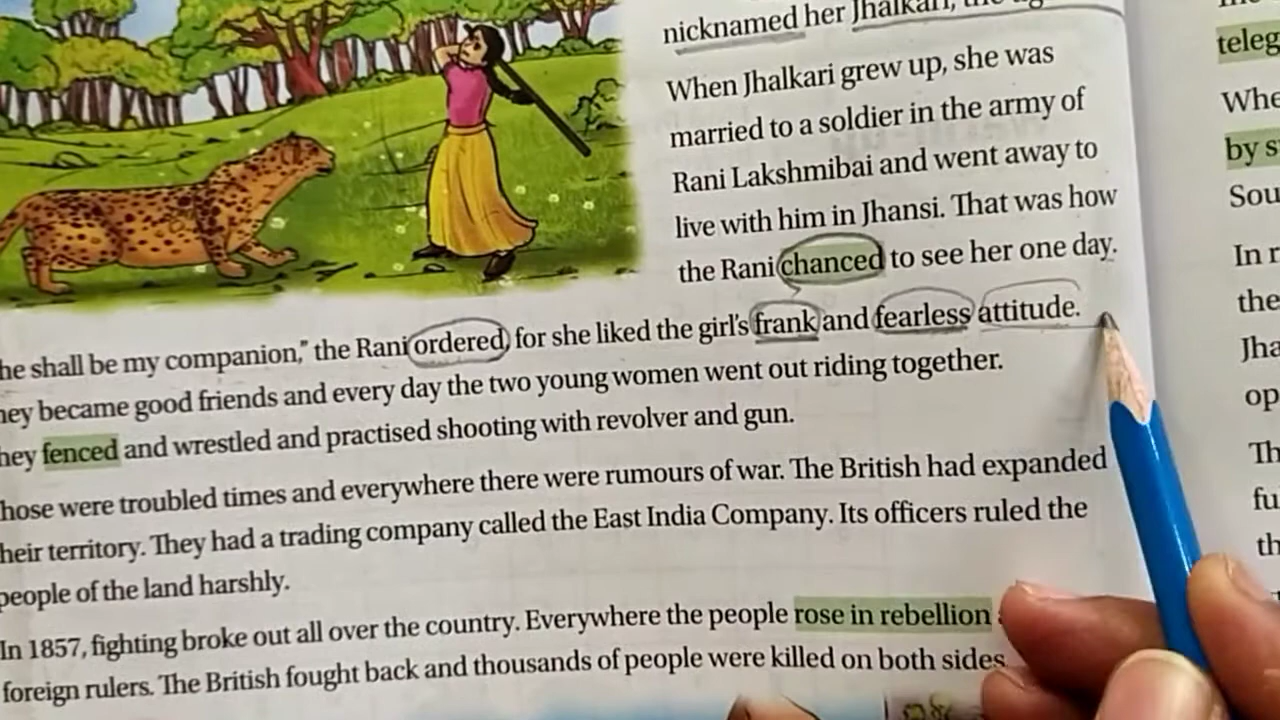 nicknamed her Jhalkari, the
When Jhalkari grew up, she was
married to a soldier in the army of
Rani Lakshmibai and went away to
live with him in Jhansi. That was how
the Rani chanced to see her one day.
he shall be my companion," the Rani ordered, for she liked the girl's frank and fearless attitude.
hey became good friends and every day the two young women went out riding together.
hey fenced and wrestled and practised shooting with revolver and gun.
hose were troubled times and everywhere there were rumours of war. The British had expanded
heir territory. They had a trading company called the East India Company. Its officers ruled the
people of the land harshly.
In 1857, fighting broke out all over the country. Everywhere the people rose in rebellion
foreign rulers. The British fought back and thousands of people were killed on both sides
teleg
Whe
by s
Sou
In r
the
Jha
op
Th
fu
th